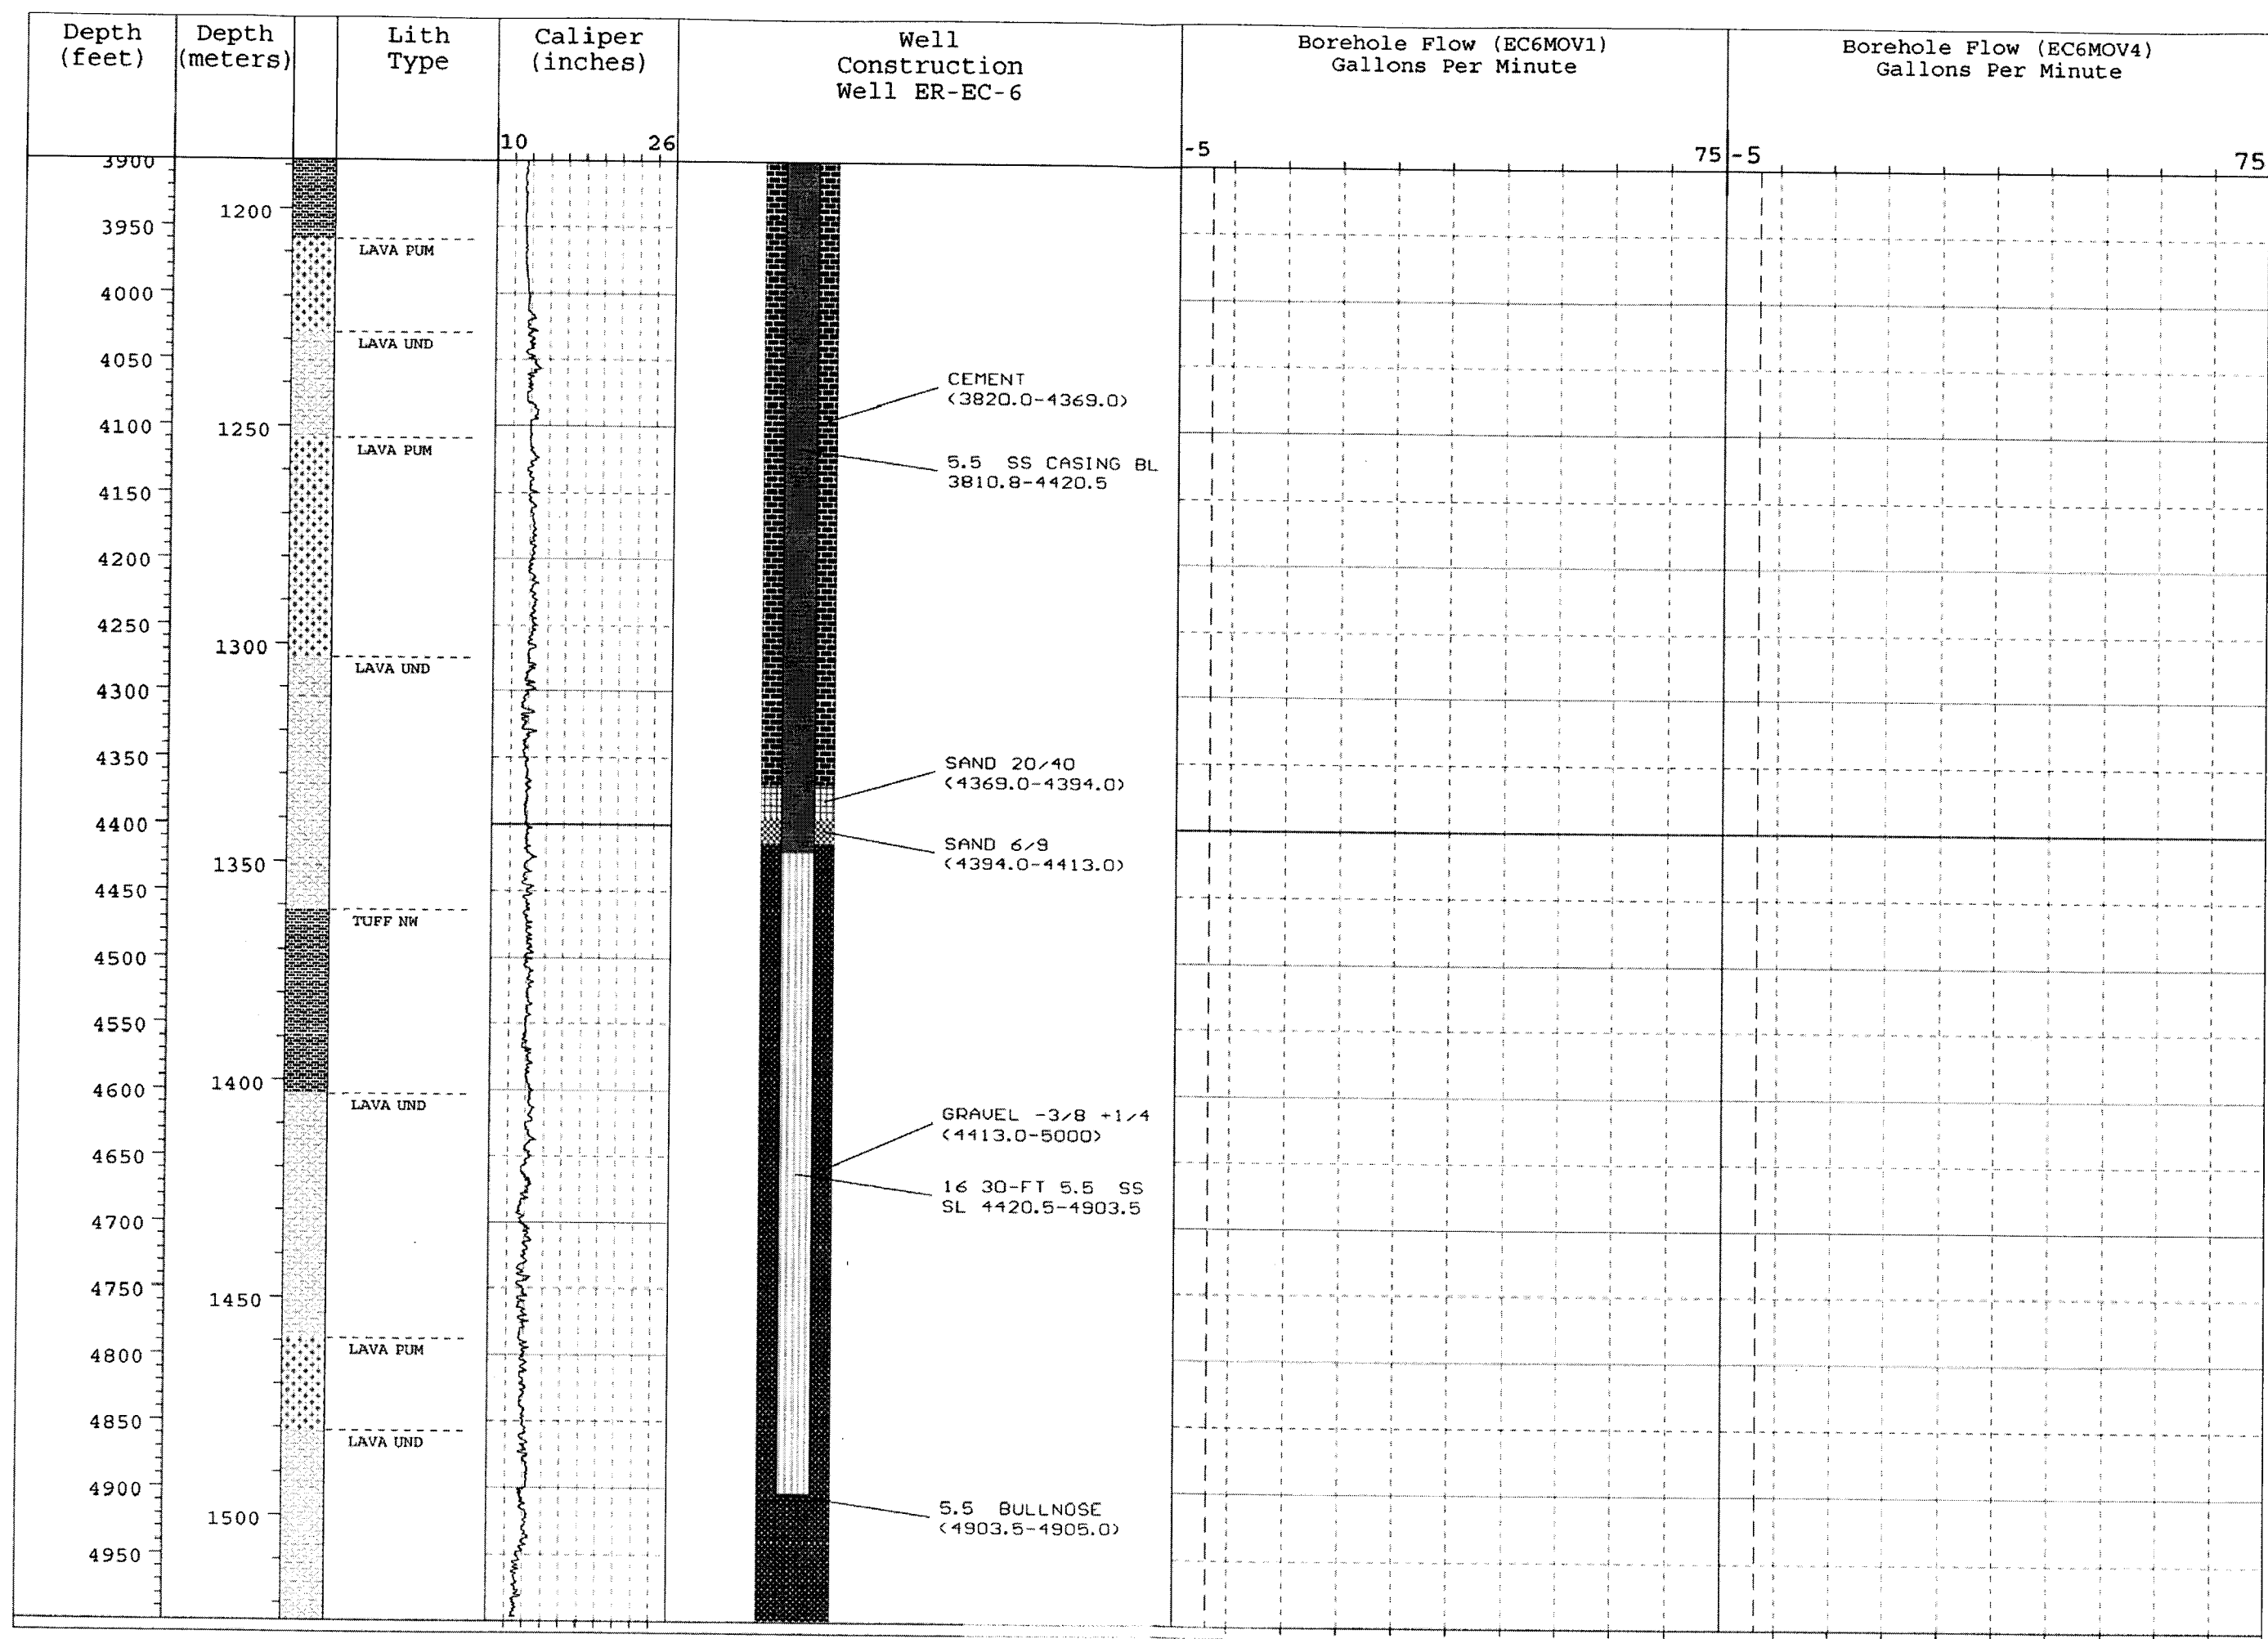 Depth
(feet)
Depth
(meters)
Lith
Type
Caliper
(inches)
Well
Construction
Well ER-EC-6
Borehole Flow (EC6MOV1)
Gallons Per Minute
Borehole Flow (EC6MOV4)
Gallons Per Minute
10 26
-5 75
-5 75
3900
3950
4000
4050
4100
4150
4200
4250
4300
4350
4400
4450
4500
4550
4600
4650
4700
4750
4800
4850
4900
4950
1200
1250
1300
1350
1400
1450
1500
LAVA PUM
LAVA UND
LAVA PUM
LAVA UND
TUFF NW
LAVA UND
LAVA PUM
LAVA UND
CEMENT
(3820.0-4369.0)
5.5 SS CASING BL
3810.8-4420.5
SAND 20/40
(4369.0-4394.0)
SAND 6/9
(4394.0-4413.0)
GRAVEL -3/8 +1/4
(4413.0-5000)
16 30-FT 5.5 SS
SL 4420.5-4903.5
5.5 BULLNOSE
(4903.5-4905.0)